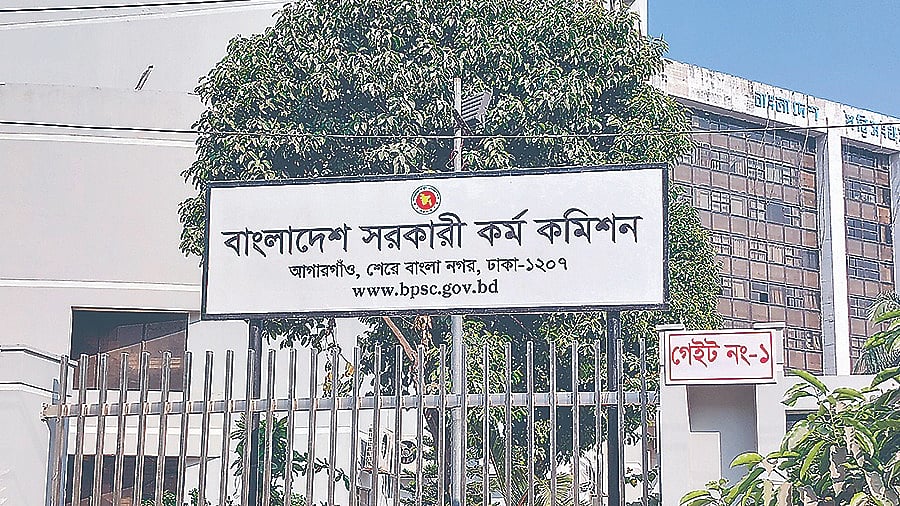 বাংলাদেশ সরকারী কর্ম কমিশন
আগারগাঁও, শেরে বাংলা নগর, ঢাকা-১২০৭
www.bpsc.gov.bd
গেইট নং-১
বাংলাদেশ